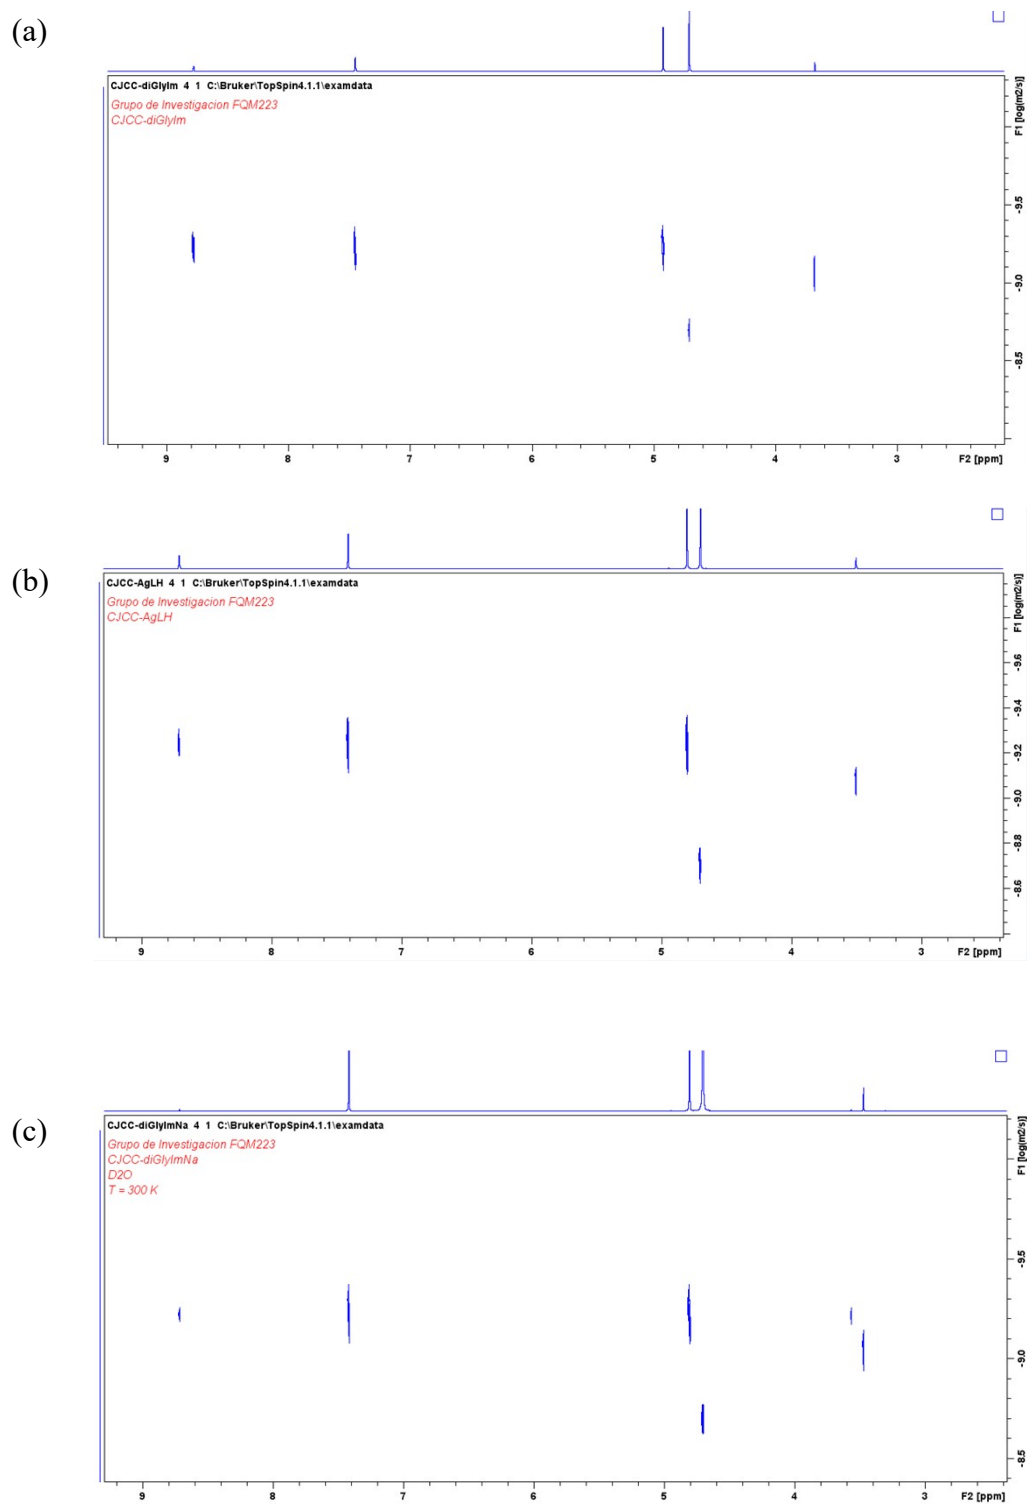 (a)
CJCC-diGlyIm 4 1 C:\Bruker\TopSpin4.1.1\examdata
Grupo de Investigacion FQM223
CJCC-diGlyIm
F1 [log(m2/s)]
-9.5
-9.0
-8.5
9 8 7 6 5 4 3 F2 [ppm]
(b)
CJCC-AgLH 4 1 C:\Bruker\TopSpin4.1.1\examdata
Grupo de Investigacion FQM223
CJCC-AgLH
F1 [log(m2/s)]
-9.6
-9.4
-9.2
-9.0
-8.8
-8.6
9 8 7 6 5 4 3 F2 [ppm]
(c)
CJCC-diGlyImNa 4 1 C:\Bruker\TopSpin4.1.1\examdata
Grupo de Investigacion FQM223
CJCC-diGlyImNa
D2O
T = 300 K
F1 [log(m2/s)]
-9.5
-9.0
-8.5
9 8 7 6 5 4 3 F2 [ppm]